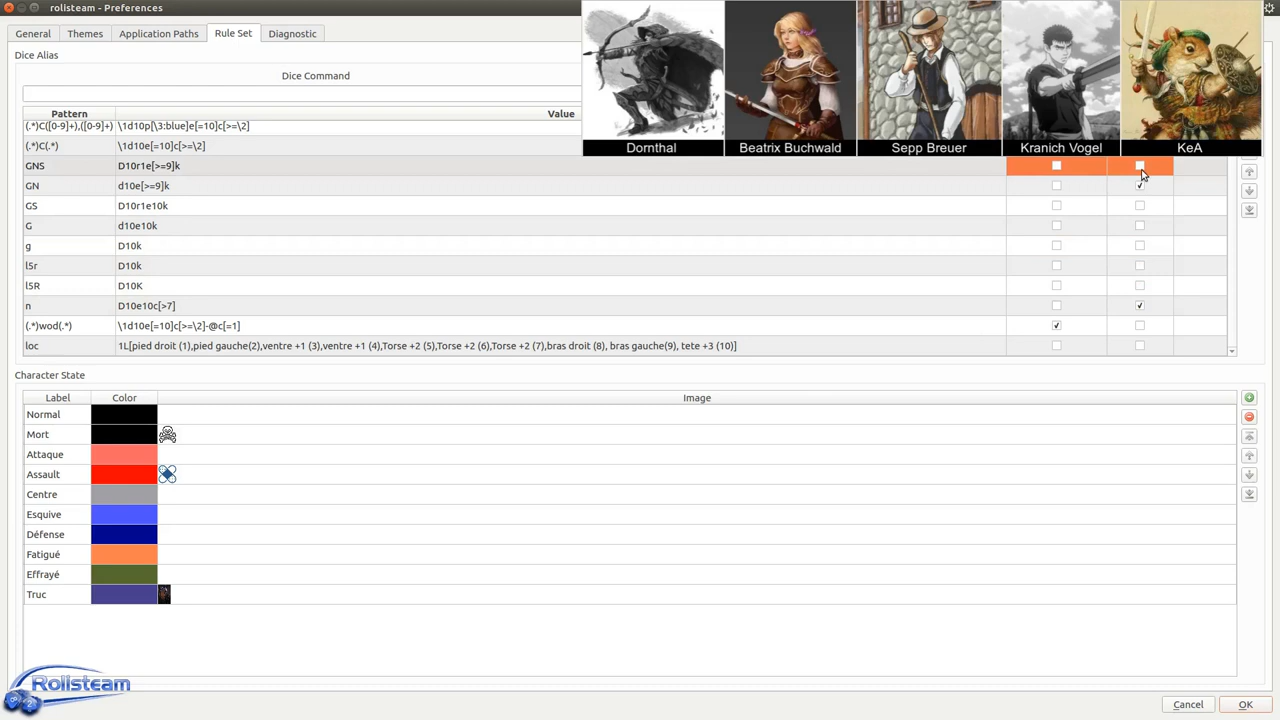 rolisteam - Preferences
General Themes Application Paths Rule Set Diagnostic
Dornthal Beatrix Buchwald Sepp Breuer Kranich Vogel KeA
Dice Alias
Dice Command
Pattern Value
(.*)C([0-9]+),([0-9]+) \1d10p[\3:blue]e[=10]c[>=\2]
(.*)C(.*) \1d10e[=10]c[>=\2]
GNS D10r1e[>=9]k
GN d10e[>=9]k
GS D10r1e10k
G d10e10k
g D10k
l5r D10k
l5R D10K
n D10e10c[>7]
(.*)wod(.*) \1d10e[=10]c[>=\2]-@c[=1]
loc 1L[pied droit (1),pied gauche(2),ventre +1 (3),ventre +1 (4),Torse +2 (5),Torse +2 (6),Torse +2 (7),bras droit (8), bras gauche(9), tete +3 (10)]
Character State
Label Color Image
Normal
Mort
Attaque
Assault
Centre
Esquive
Défense
Fatigué
Effrayé
Truc
Rolisteam
Cancel OK